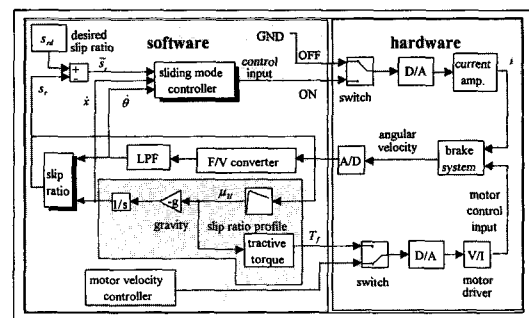 s_rd
desired
slip ratio
software
GND
OFF
hardware
s̃_r
s_r
ẋ
θ̇
sliding mode
controller
control
input
ON
switch
D/A
current
amp.
i
angular
velocity
slip
ratio
LPF
F/V converter
A/D
brake
system
1/s
-g
gravity
μ_H
slip ratio profile
tractive
torque
T_f
motor
control
input
motor velocity
controller
switch
D/A
V/I
motor
driver